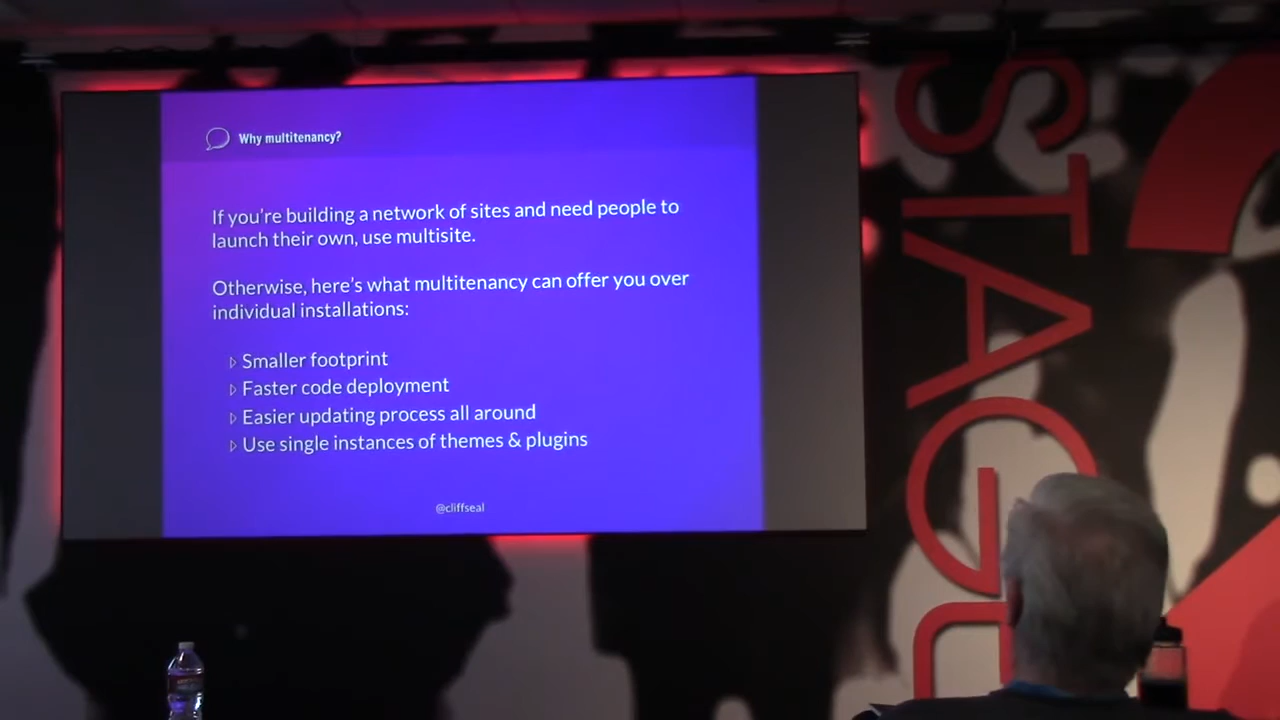 Why multitenancy?
If you're building a network of sites and need people to
launch their own, use multisite.
Otherwise, here's what multitenancy can offer you over
individual installations:
Smaller footprint
Faster code deployment
Easier updating process all around
Use single instances of themes & plugins
@cliffseal
STAGE